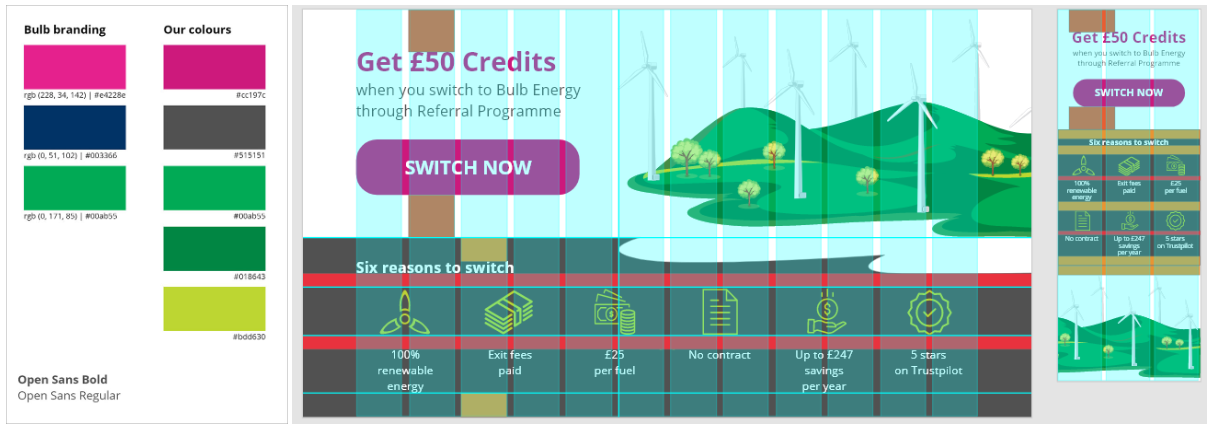 Bulb branding
Our colours
rgb (228, 34, 142) | #e4228e
#cc197c
rgb (0, 51, 102) | #003366
#515151
rgb (0, 171, 85) | #00ab55
#00ab55
#018643
#bdd630
Open Sans Bold
Open Sans Regular
Get £50 Credits
when you switch to Bulb Energy
through Referral Programme
SWITCH NOW
Six reasons to switch
100%
renewable
energy
Exit fees
paid
£25
per fuel
No contract
Up to £247
savings
per year
5 stars
on Trustpilot
Get £50 Credits
when you switch to Bulb Energy
through Referral Programme
SWITCH NOW
Six reasons to switch
100%
renewable
energy
Exit fees
paid
£25
per fuel
No contract
Up to £247
savings
per year
5 stars
on Trustpilot